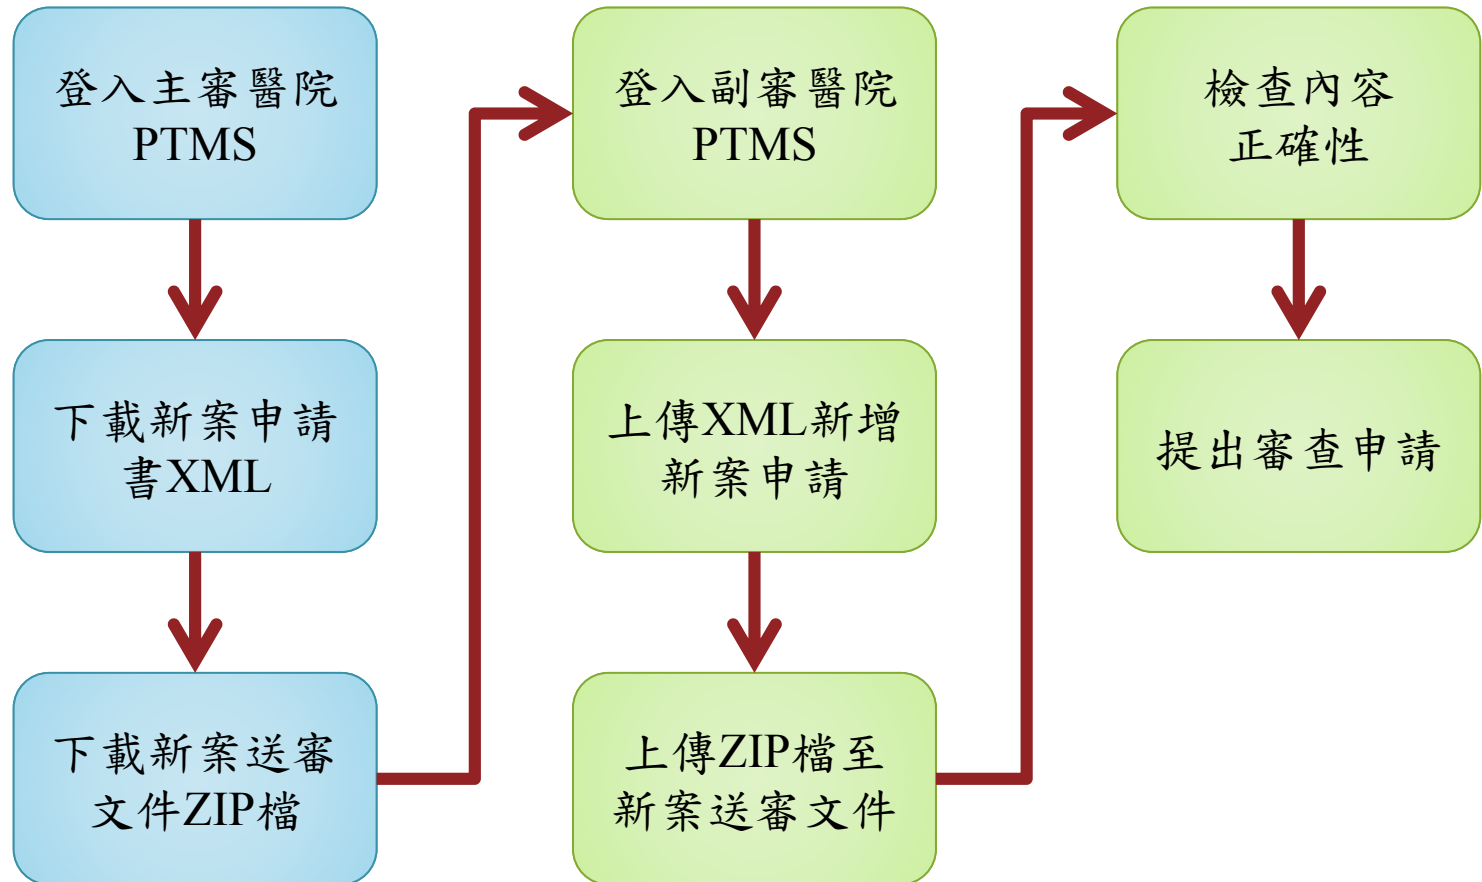 登入主審醫院
PTMS
下載新案申請
書XML
下載新案送審
文件ZIP檔
登入副審醫院
PTMS
上傳XML新增
新案申請
上傳ZIP檔至
新案送審文件
檢查內容
正確性
提出審查申請